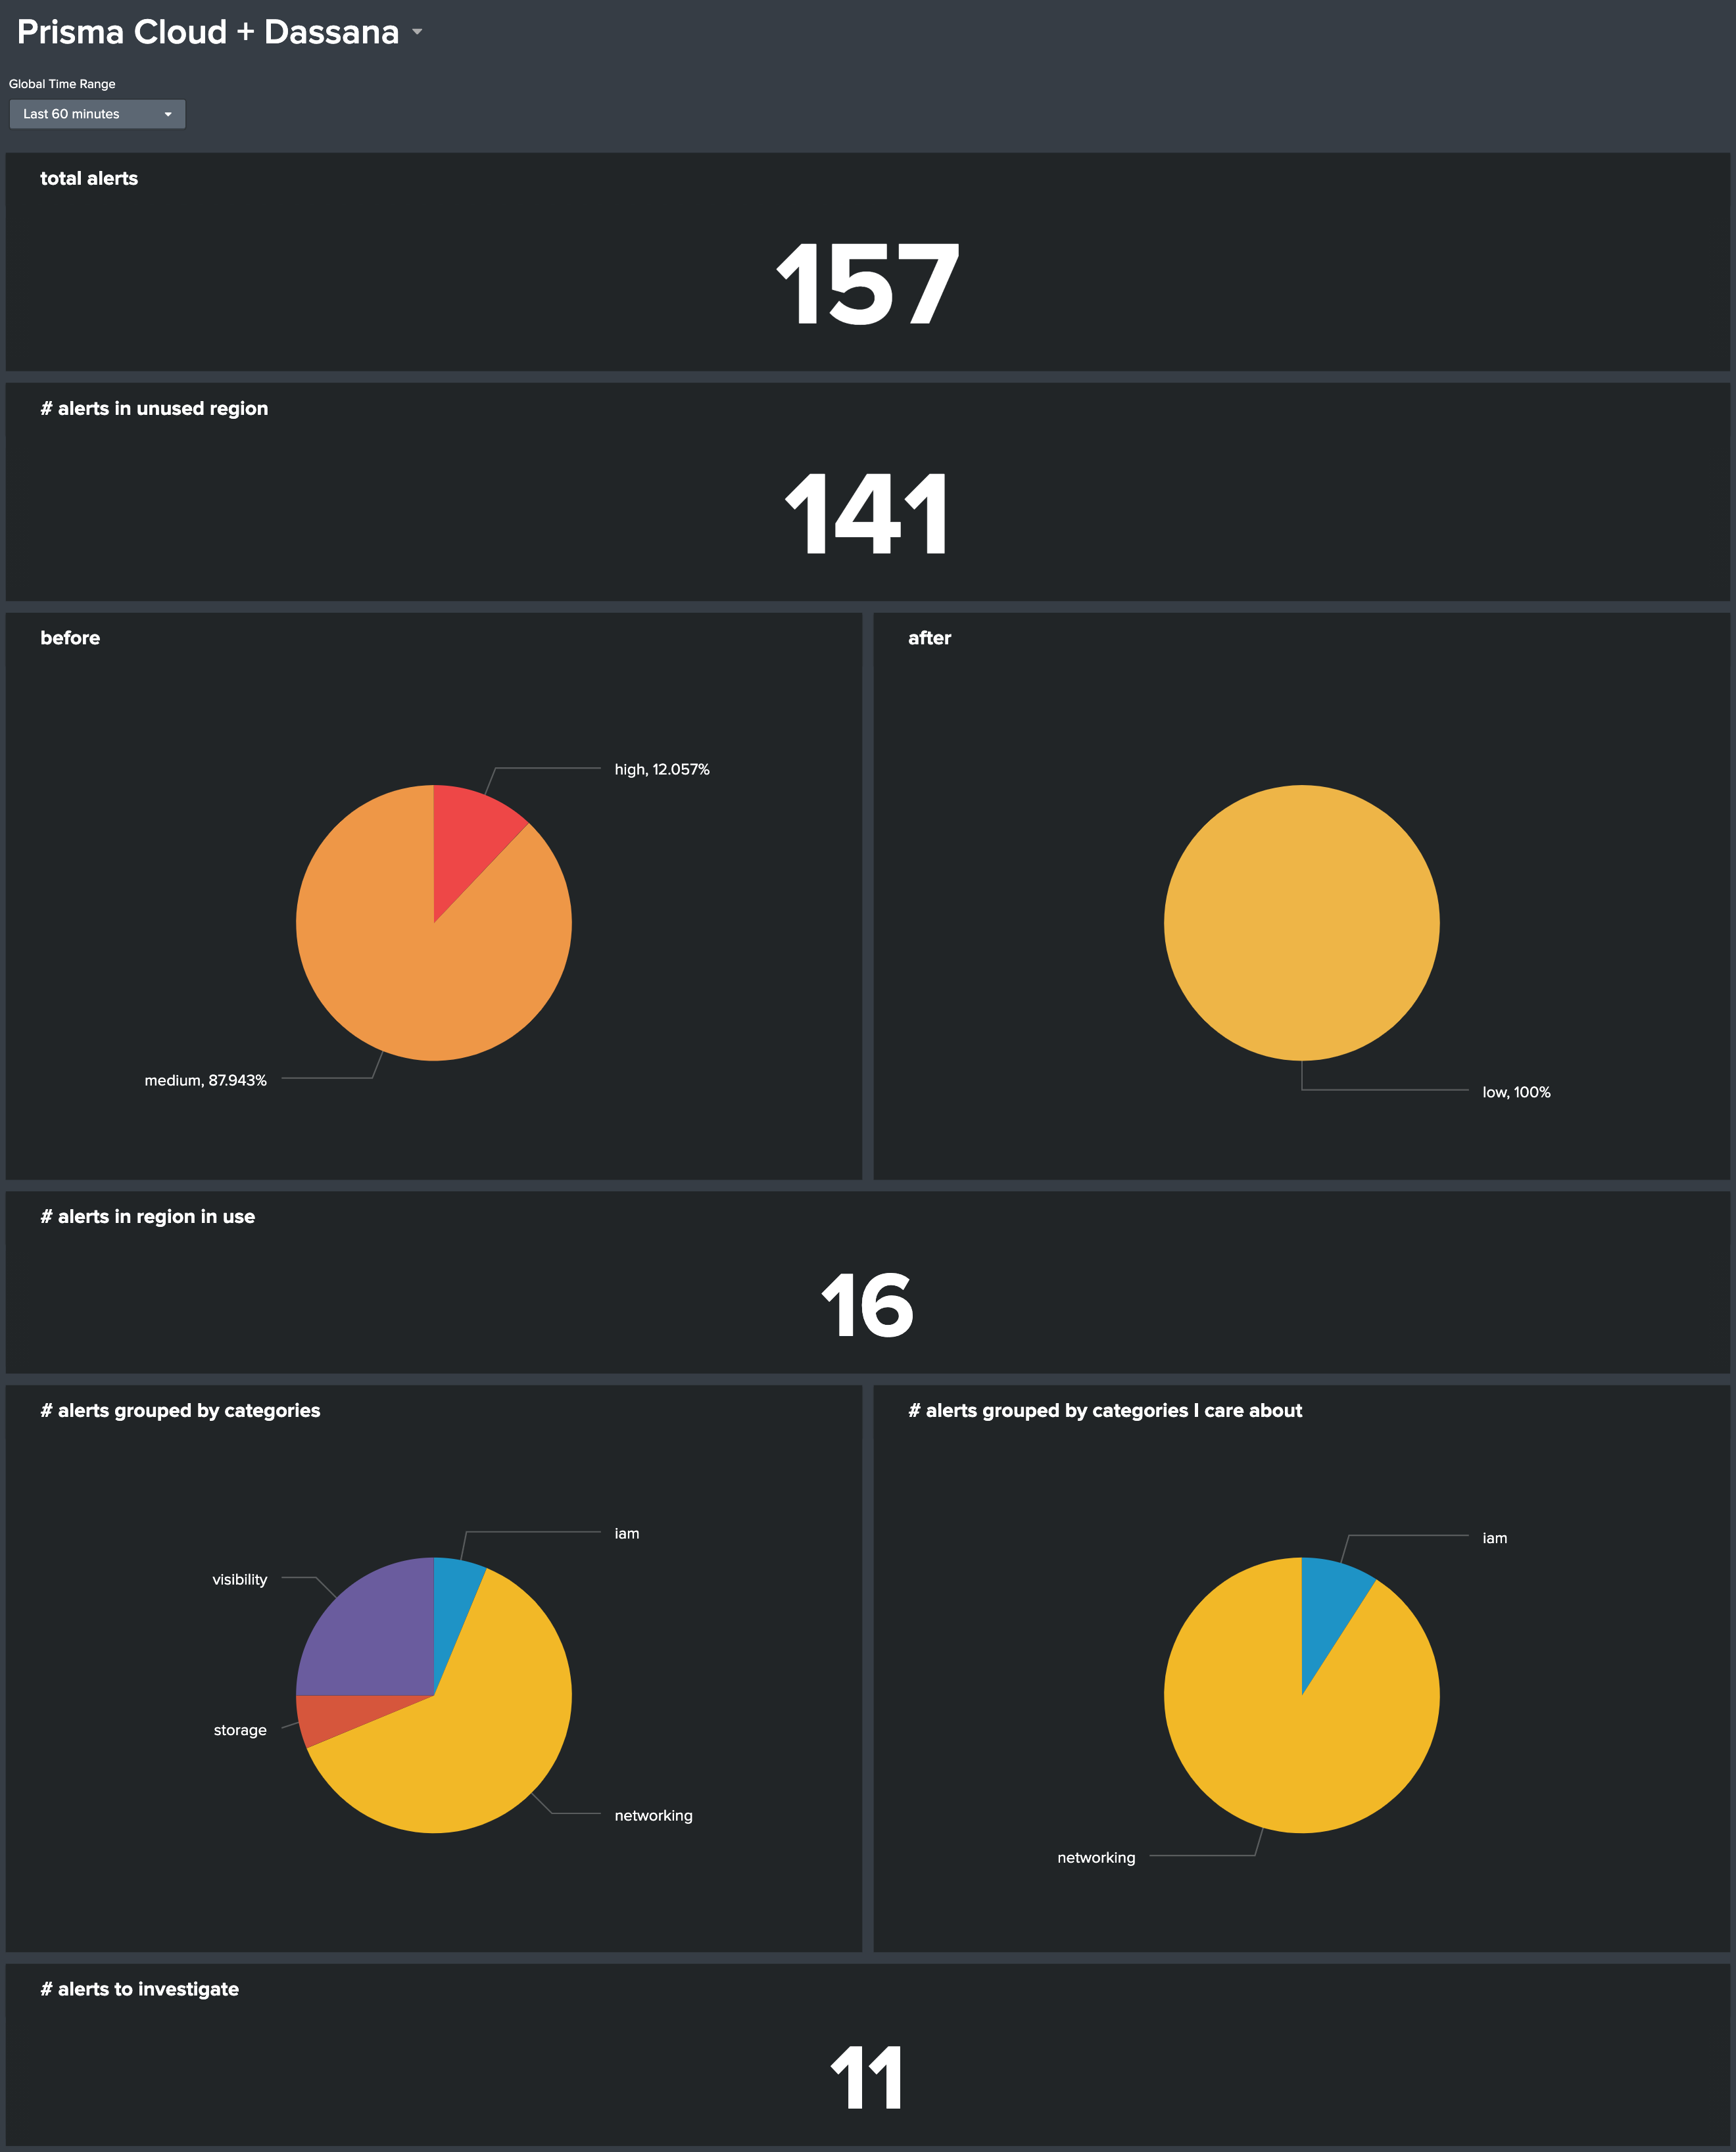 Prisma Cloud + Dassana
Global Time Range
Last 60 minutes
total alerts
157
# alerts in unused region
141
before
after
high, 12.057%
medium, 87.943%
low, 100%
# alerts in region in use
16
# alerts grouped by categories
# alerts grouped by categories I care about
iam
visibility
storage
networking
iam
networking
# alerts to investigate
11